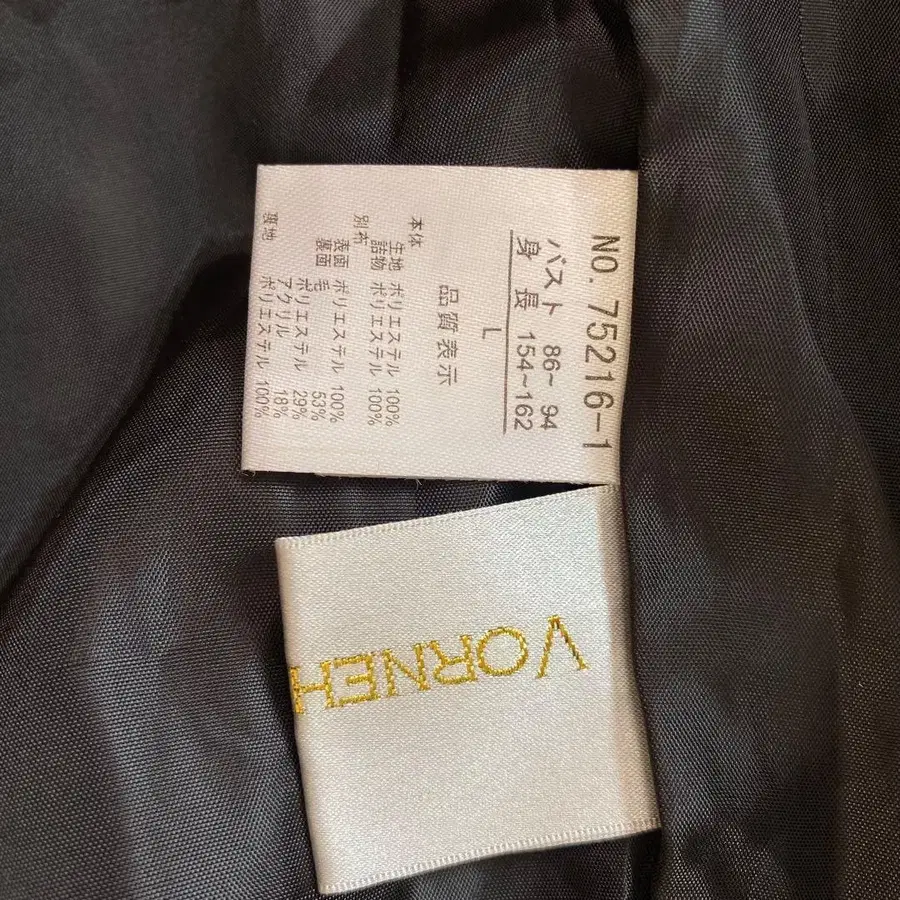 NO. 75216-1
バスト 86~ 94
身 長 154~162
L
品質表示
本体
生地 ポリエステル 100%
詰物 ポリエステル 100%
別布
表面 ポリエステル 100%
裏面 毛 53%
ポリエステル 29%
アクリル 18%
裏地 ポリエステル 100%
VORNEH